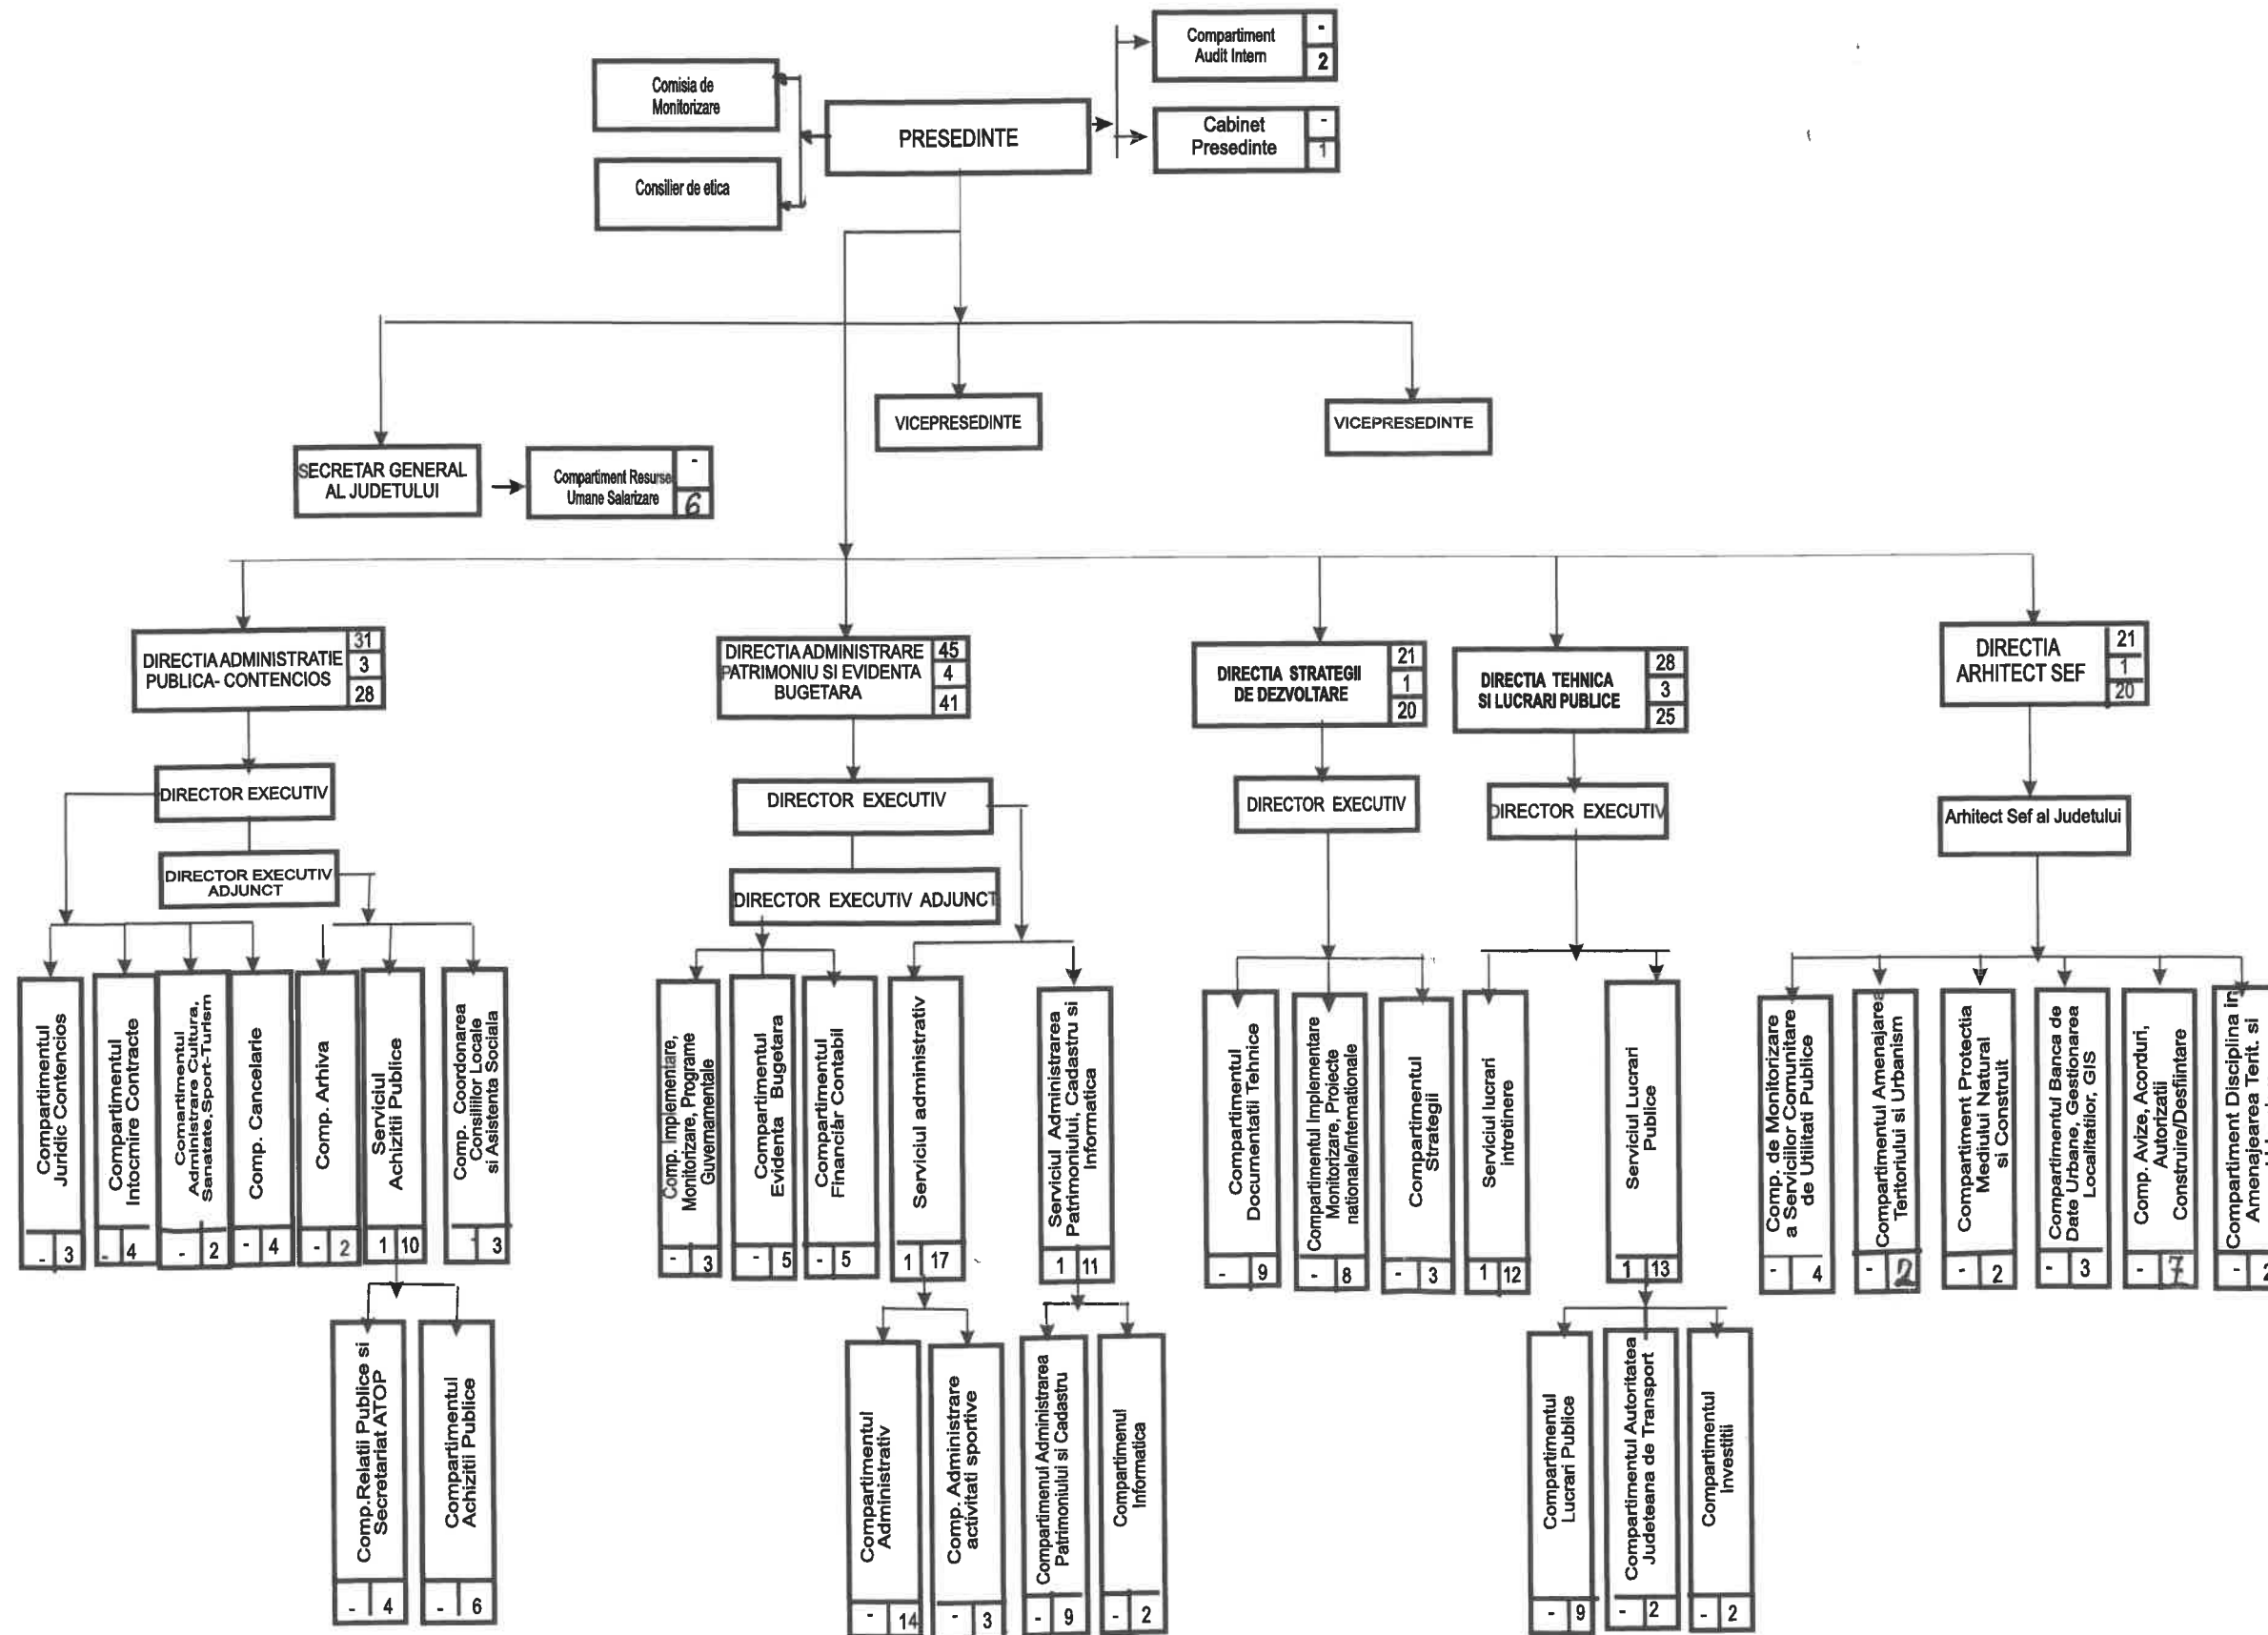 Compartiment
Audit Intern
-
2
Comisia de
Monitorizare
PRESEDINTE
Cabinet
Presedinte
-
1
Consilier de etica
VICEPRESEDINTE
VICEPRESEDINTE
SECRETAR GENERAL
AL JUDETULUI
Compartiment Resurse
Umane Salarizare
-
6
DIRECTIA ADMINISTRATIE
PUBLICA- CONTENCIOS
31
3
28
DIRECTIA ADMINISTRARE
PATRIMONIU SI EVIDENTA
BUGETARA
45
4
41
DIRECTIA STRATEGII
DE DEZVOLTARE
21
1
20
DIRECTIA TEHNICA
SI LUCRARI PUBLICE
28
3
25
DIRECTIA
ARHITECT SEF
21
1
20
DIRECTOR EXECUTIV
DIRECTOR EXECUTIV
DIRECTOR EXECUTIV
DIRECTOR EXECUTIV
Arhitect Sef al Judetului
DIRECTOR EXECUTIV
ADJUNCT
DIRECTOR EXECUTIV ADJUNCT
Compartimentul
Juridic Contencios
- 3
Compartimentul
Intocmire Contracte
- 4
Comartimentul
Administrare Cultura,
Sanatate.Sport-Turism
- 2
Comp. Cancelarie
- 4
Comp. Arhiva
- 2
Serviciul
Achizitii Publice
1 10
Comp. Coordonarea
Consiliilor Locale
si Asistenta Sociala
- 3
Comp. Implementare,
Monitorizare, Programe
Guvernamentale
- 3
Compartimentul
Evidenta Bugetara
- 5
Compartimentul
Financiar Contabil
- 5
Serviciul administrativ
1 17
Serviciul Administrarea
Patrimoniului, Cadastru si
Informatica
1 11
Compartimentul
Documentatii Tehnice
- 9
Compartimentul Implementare
Monitorizare, Proiecte
nationale/internationale
- 8
Compartimentul
Strategii
- 3
Serviciul lucrari
intretinere
1 12
Serviciul Lucrari
Publice
1 13
Comp. de Monitorizare
a Serviciilor Comunitare
de Utilitati Publice
- 4
Compartimentul Amenajarea
Teritoriului si Urbanism
- 2
Compartiment Protectia
Mediului Natural
si Construit
- 2
Compartimentul Banca de
Date Urbane, Gestionarea
Localitatilor, GIS
- 3
Comp. Avize, Acorduri,
Autorizatii
Construire/Desfiintare
- 7
Compartiment Disciplina in
Amenajearea Terit. si
- 2
Comp.Relatii Publice si
Secretariat ATOP
- 4
Compartimentul
Achizitii Publice
- 6
Compartimentul
Administrativ
- 14
Comp. Administrare
activitati sportive
- 3
Compartimenul Administrarea
Patrimoniului si Cadastru
- 9
Compartimenul
Informatica
- 2
Compartimentul
Lucrari Publice
- 9
Compartimentul Autoritatea
Judeteana de Transport
- 2
Compartimentul
Investitii
- 2